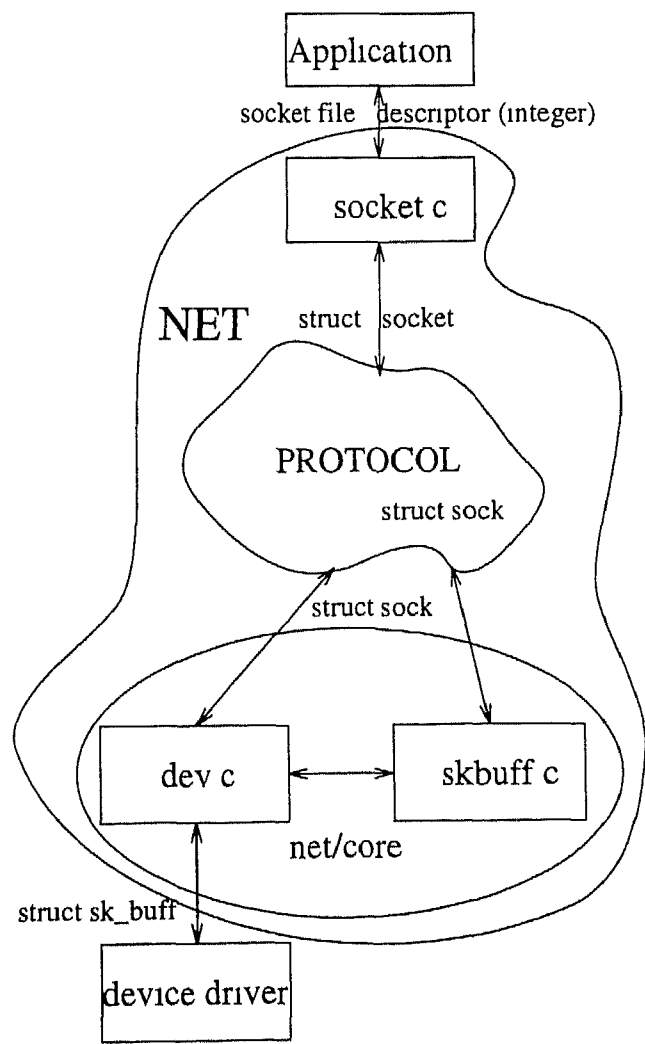 Application
socket file descriptor (integer)
socket c
NET
struct socket
PROTOCOL
struct sock
struct sock
dev c
skbuff c
net/core
struct sk_buff
device driver